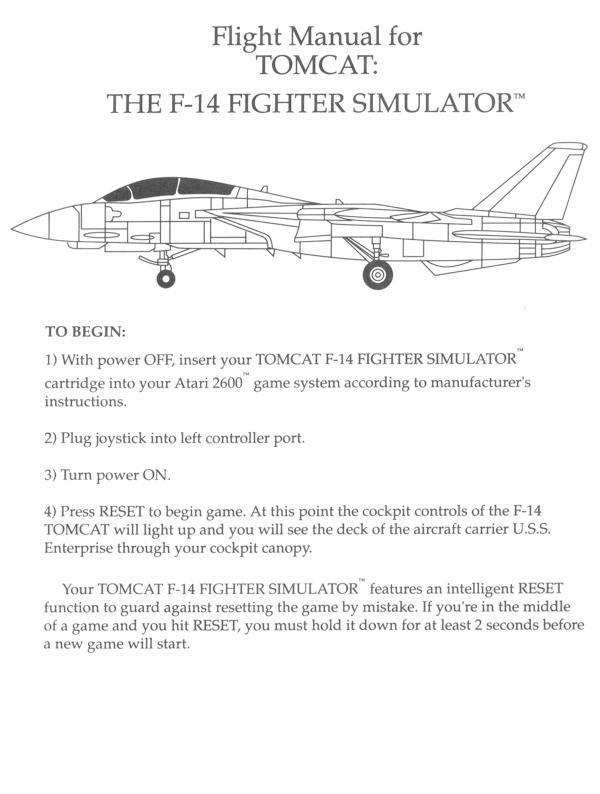 Flight Manual for
TOMCAT:
THE F-14 FIGHTER SIMULATOR™
TO BEGIN:
1) With power OFF, insert your TOMCAT F-14 FIGHTER SIMULATOR™
cartridge into your Atari 2600™ game system according to manufacturer's
instructions.
2) Plug joystick into left controller port.
3) Turn power ON.
4) Press RESET to begin game. At this point the cockpit controls of the F-14
TOMCAT will light up and you will see the deck of the aircraft carrier U.S.S.
Enterprise through your cockpit canopy.
Your TOMCAT F-14 FIGHTER SIMULATOR™ features an intelligent RESET
function to guard against resetting the game by mistake. If you're in the middle
of a game and you hit RESET, you must hold it down for at least 2 seconds before
a new game will start.